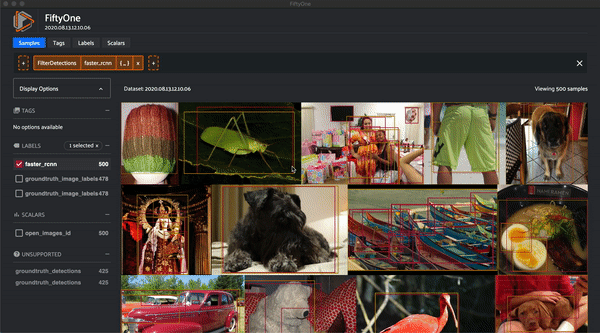 FiftyOne
FiftyOne
2020.08.13.12.10.06
Samples Tags Labels Scalars
+ FilterDetections faster_rcnn (...) x +
Display Options
Dataset: 2020.08.13.12.10.06
Viewing 500 samples
TAGS
No options available
LABELS
1 selected x
faster_rcnn 500
groundtruth_image_labels 478
groundtruth_image_labels 478
SCALARS
open_images_id 500
UNSUPPORTED
groundtruth_detections 425
groundtruth_detections 425